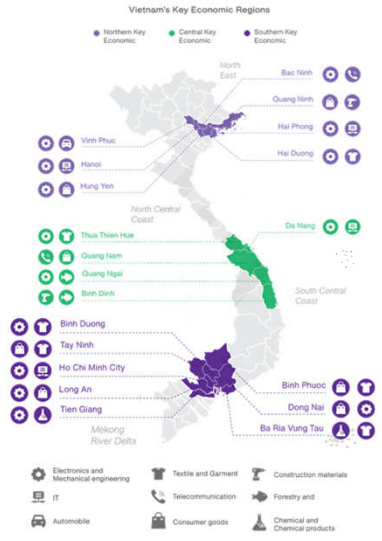 Vietnam's Key Economic Regions
Northern Key
Economic
Central Key
Economic
Southern Key
Economic
North
East
Bac Ninh
Quang Ninh
Hai Phong
Hai Duong
Vinh Phuc
Hanoi
Hung Yen
North Central
Coast
Da Nang
Thua Thien Hue
Quang Nam
Quang Ngai
Binh Dinh
South Central
Coast
Binh Duong
Tay Ninh
Ho Chi Minh City
Long An
Tien Giang
Binh Phuoc
Dong Nai
Ba Ria Vung Tau
Mekong
River Delta
Electronics and
Mechanical engineering
Textile and Garment
Construction materials
IT
Telecommunication
Forestry and
Automobile
Consumer goods
Chemical and
Chemical products